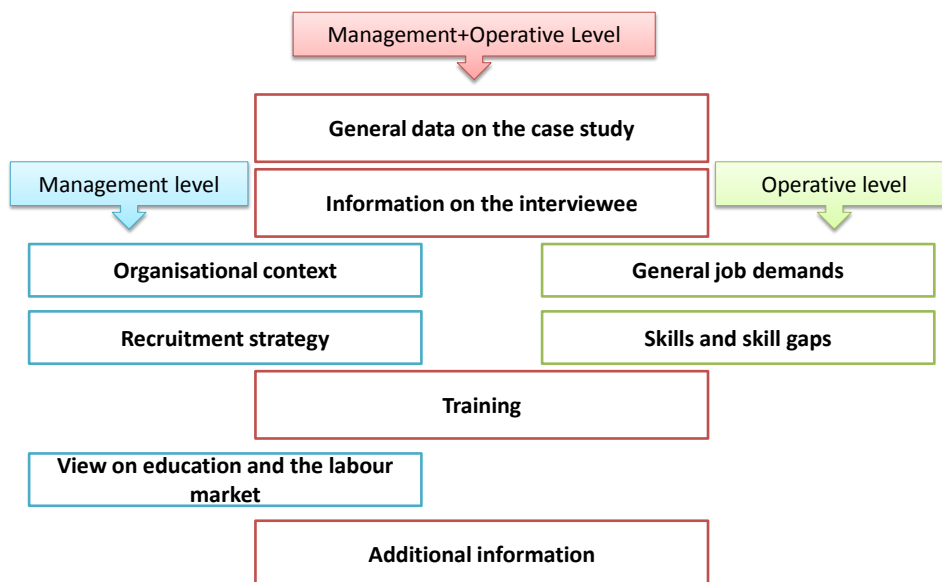 Management+Operative Level
General data on the case study
Management level
Information on the interviewee
Operative level
Organisational context
General job demands
Recruitment strategy
Skills and skill gaps
Training
View on education and the labour
market
Additional information